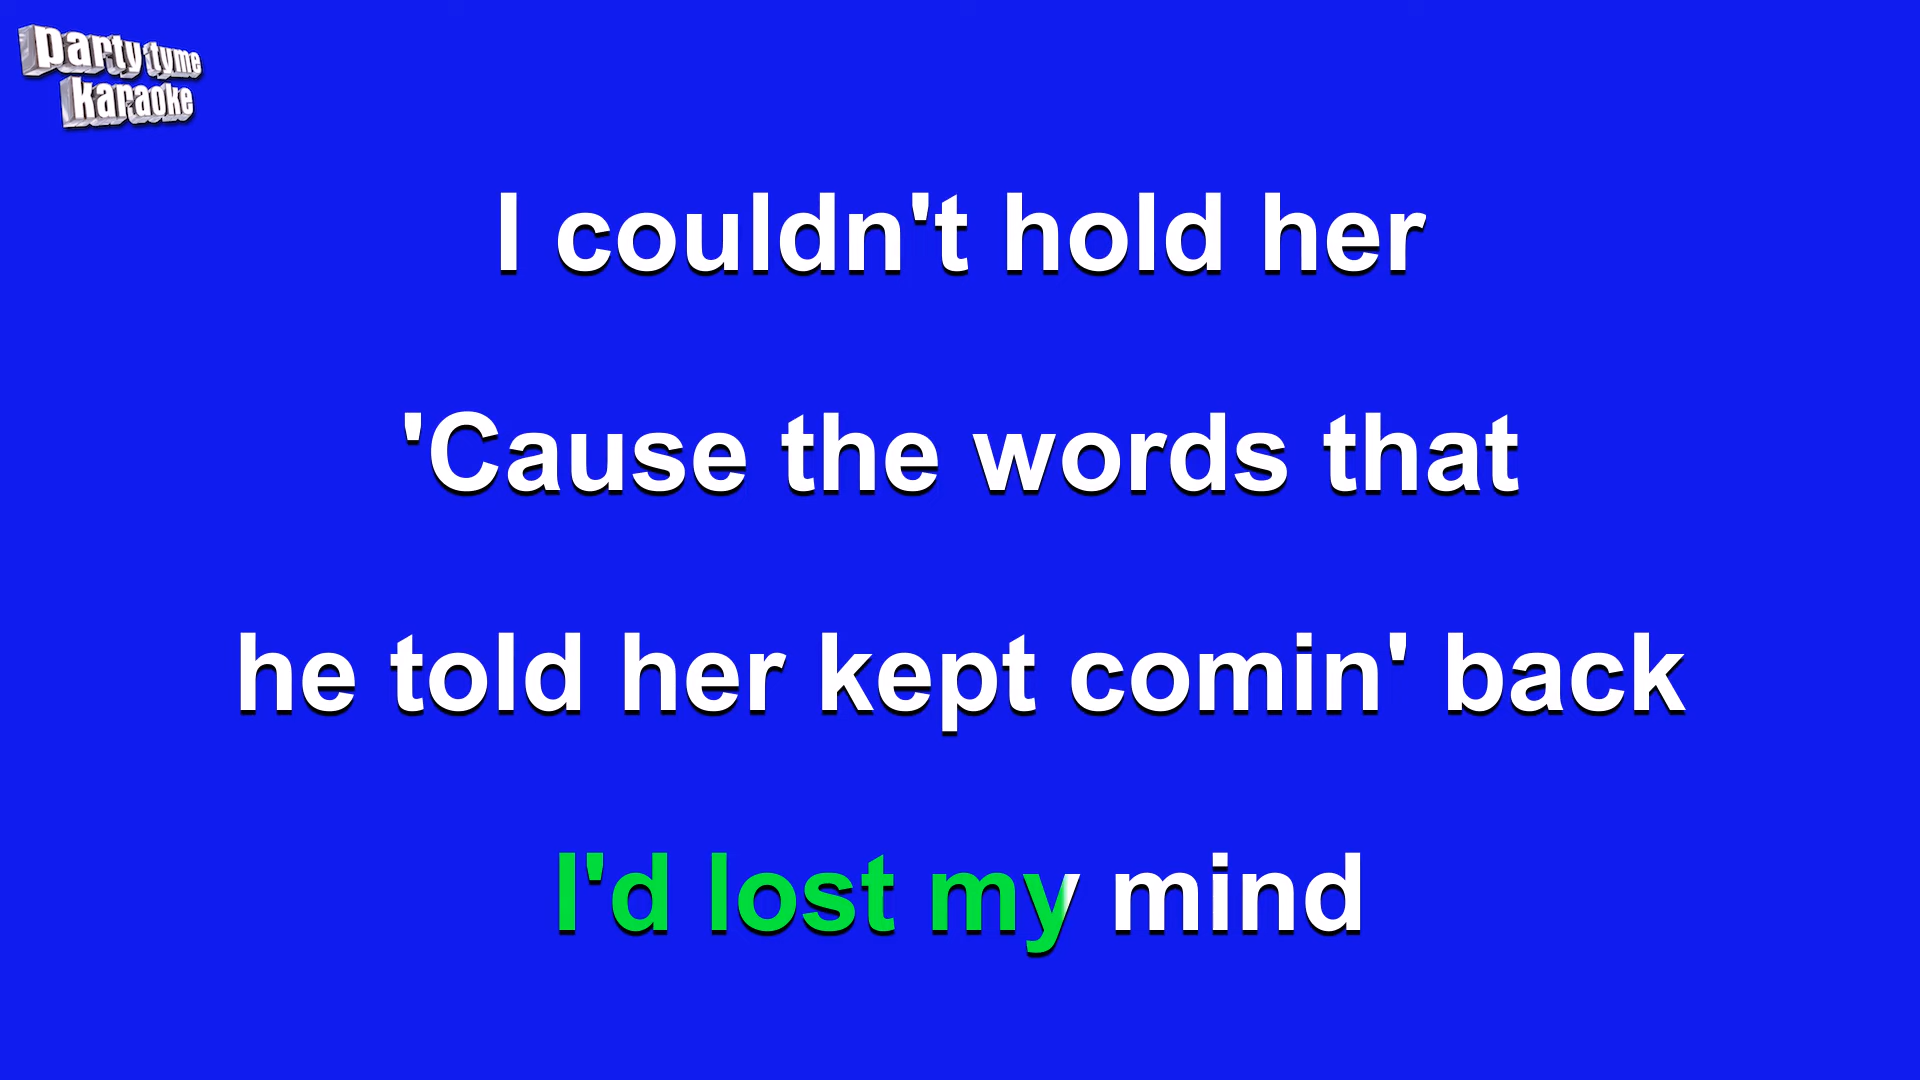 party tyme
karaoke
I couldn't hold her
'Cause the words that
he told her kept comin' back
I'd lost my mind